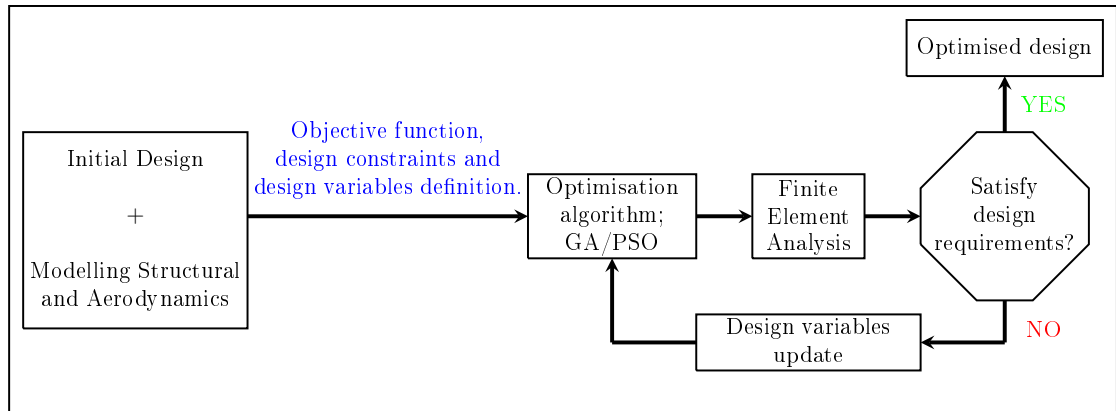 Initial Design
+
Modelling Structural
and Aerodynamics
Objective function,
design constraints and
design variables definition.
Optimisation
algorithm;
GA/PSO
Finite
Element
Analysis
Satisfy
design
requirements?
YES
Optimised design
NO
Design variables
update